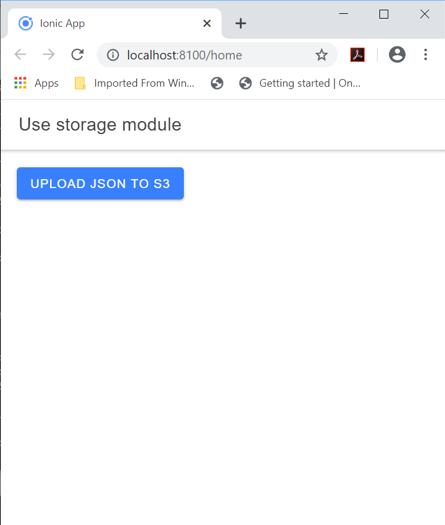 Ionic App
localhost:8100/home
Apps
Imported From Win...
Getting started | On...
Use storage module
UPLOAD JSON TO S3